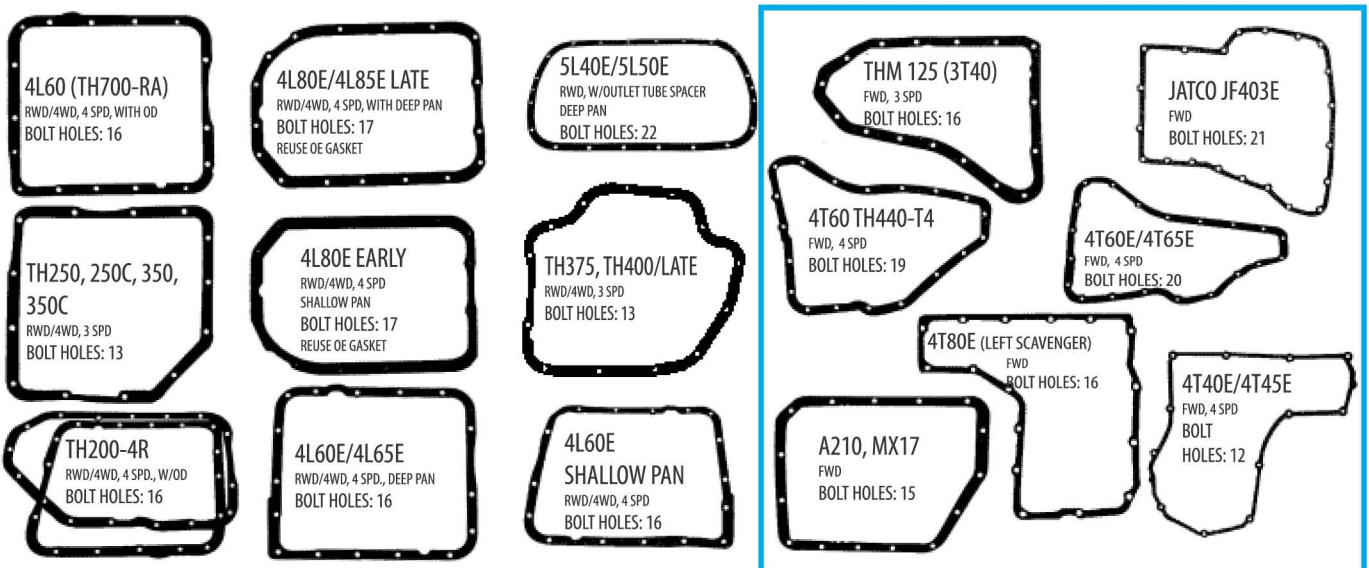 4L60 (TH700-RA)
RWD/4WD, 4 SPD, WITH OD
BOLT HOLES: 16
TH250, 250C, 350,
350C
RWD/4WD, 3 SPD
BOLT HOLES: 13
TH200-4R
RWD/4WD, 4 SPD., W/OD
BOLT HOLES: 16
4L80E/4L85E LATE
RWD/4WD, 4 SPD, WITH DEEP PAN
BOLT HOLES: 17
REUSE OE GASKET
4L80E EARLY
RWD/4WD, 4 SPD
SHALLOW PAN
BOLT HOLES: 17
REUSE OE GASKET
4L60E/4L65E
RWD/4WD, 4 SPD., DEEP PAN
BOLT HOLES: 16
5L40E/5L50E
RWD, W/OUTLET TUBE SPACER
DEEP PAN
BOLT HOLES: 22
TH375, TH400/LATE
RWD/4WD, 3 SPD
BOLT HOLES: 13
4L60E
SHALLOW PAN
RWD/4WD, 4 SPD
BOLT HOLES: 16
THM 125 (3T40)
FWD, 3 SPD
BOLT HOLES: 16
JATCO JF403E
FWD
BOLT HOLES: 21
4T60 TH440-T4
FWD, 4 SPD
BOLT HOLES: 19
4T60E/4T65E
FWD, 4 SPD
BOLT HOLES: 20
4T80E (LEFT SCAVENGER)
FWD
BOLT HOLES: 16
A210, MX17
FWD
BOLT HOLES: 15
4T40E/4T45E
FWD, 4 SPD
BOLT
HOLES: 12